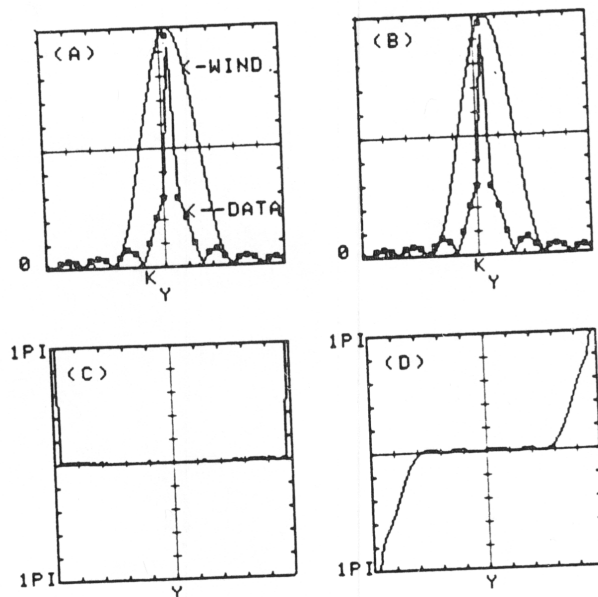 (A)
K-WIND.
K-DATA
0
K
Y
(B)
0
K
Y
1PI
(C)
1PI
Y
1PI
(D)
1PI
Y